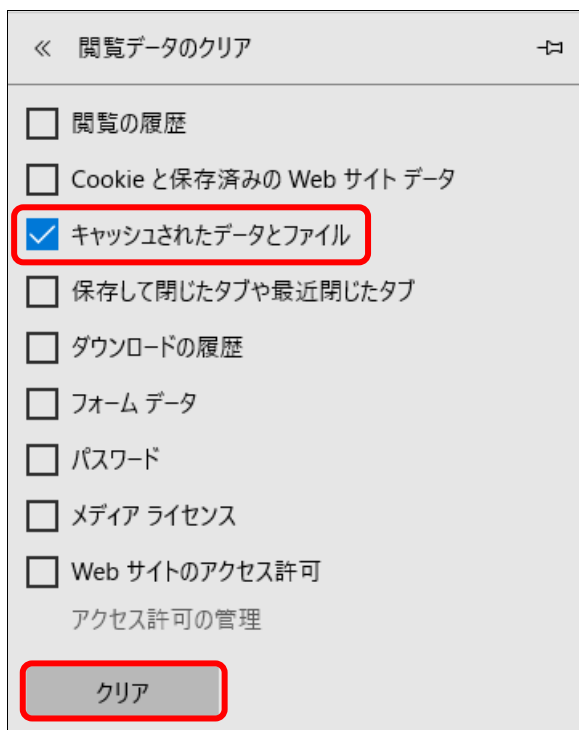 « 閲覧データのクリア
閲覧の履歴
Cookie と保存済みの Web サイト データ
キャッシュされたデータとファイル
保存して閉じたタブや最近閉じたタブ
ダウンロードの履歴
フォーム データ
パスワード
メディア ライセンス
Web サイトのアクセス許可
アクセス許可の管理
クリア